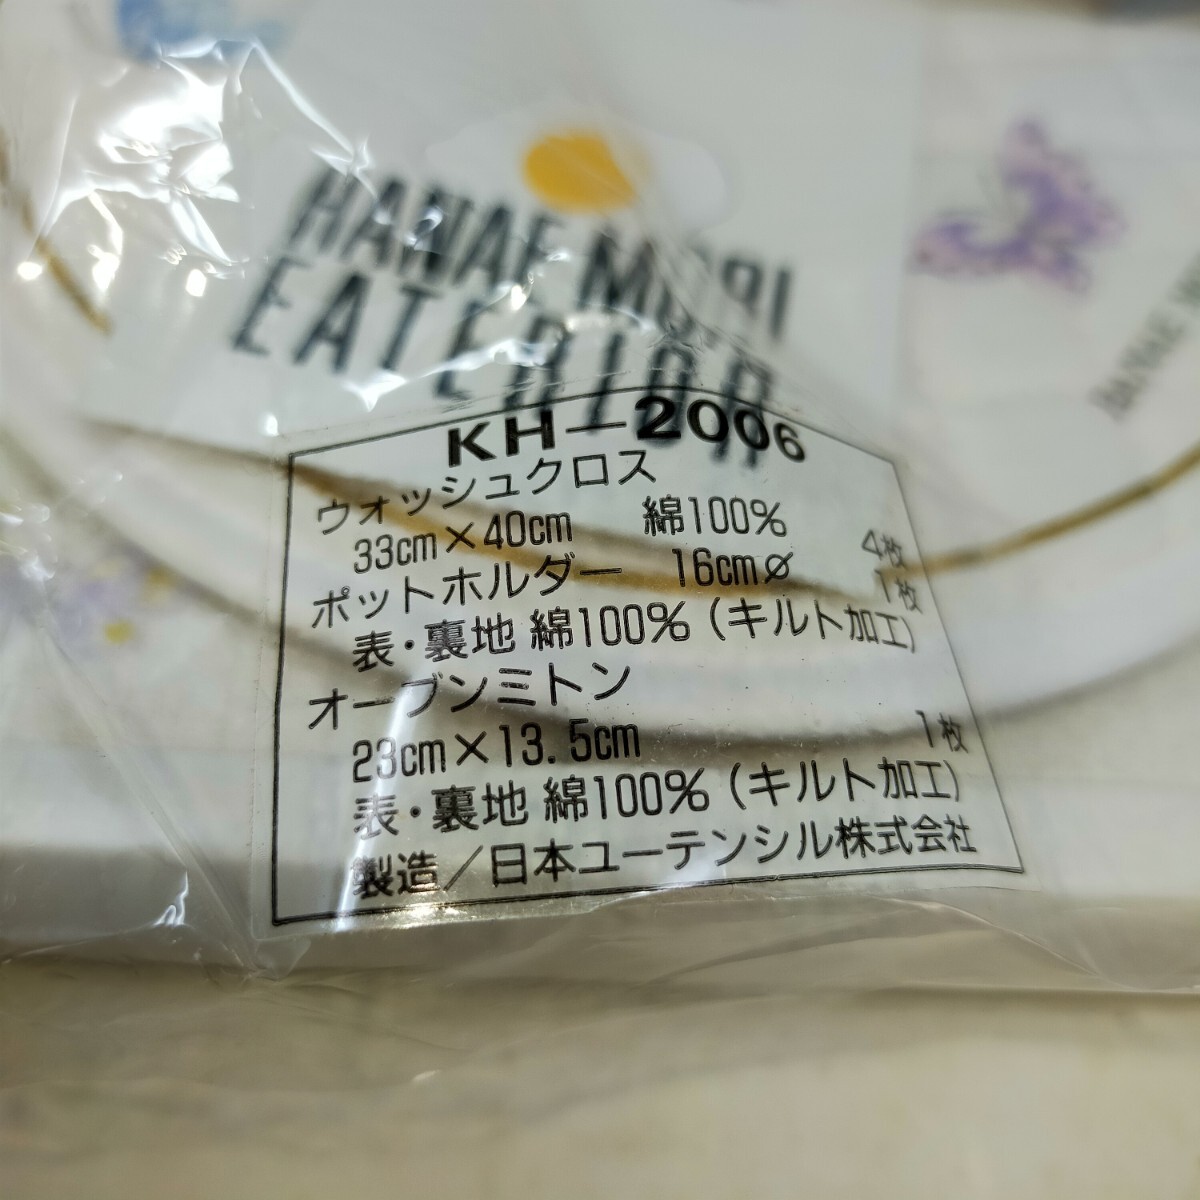 HANAE MORI
EATERIOR
HANAE
KH-2006
ウォッシュクロス
33cm×40cm 綿100% 4枚
ポットホルダー 16cmø 1枚
表・裏地 綿100%(キルト加工)
オーブンミトン
23cm×13.5cm 1枚
表・裏地 綿100%(キルト加工)
製造/日本ユーテンシル株式会社